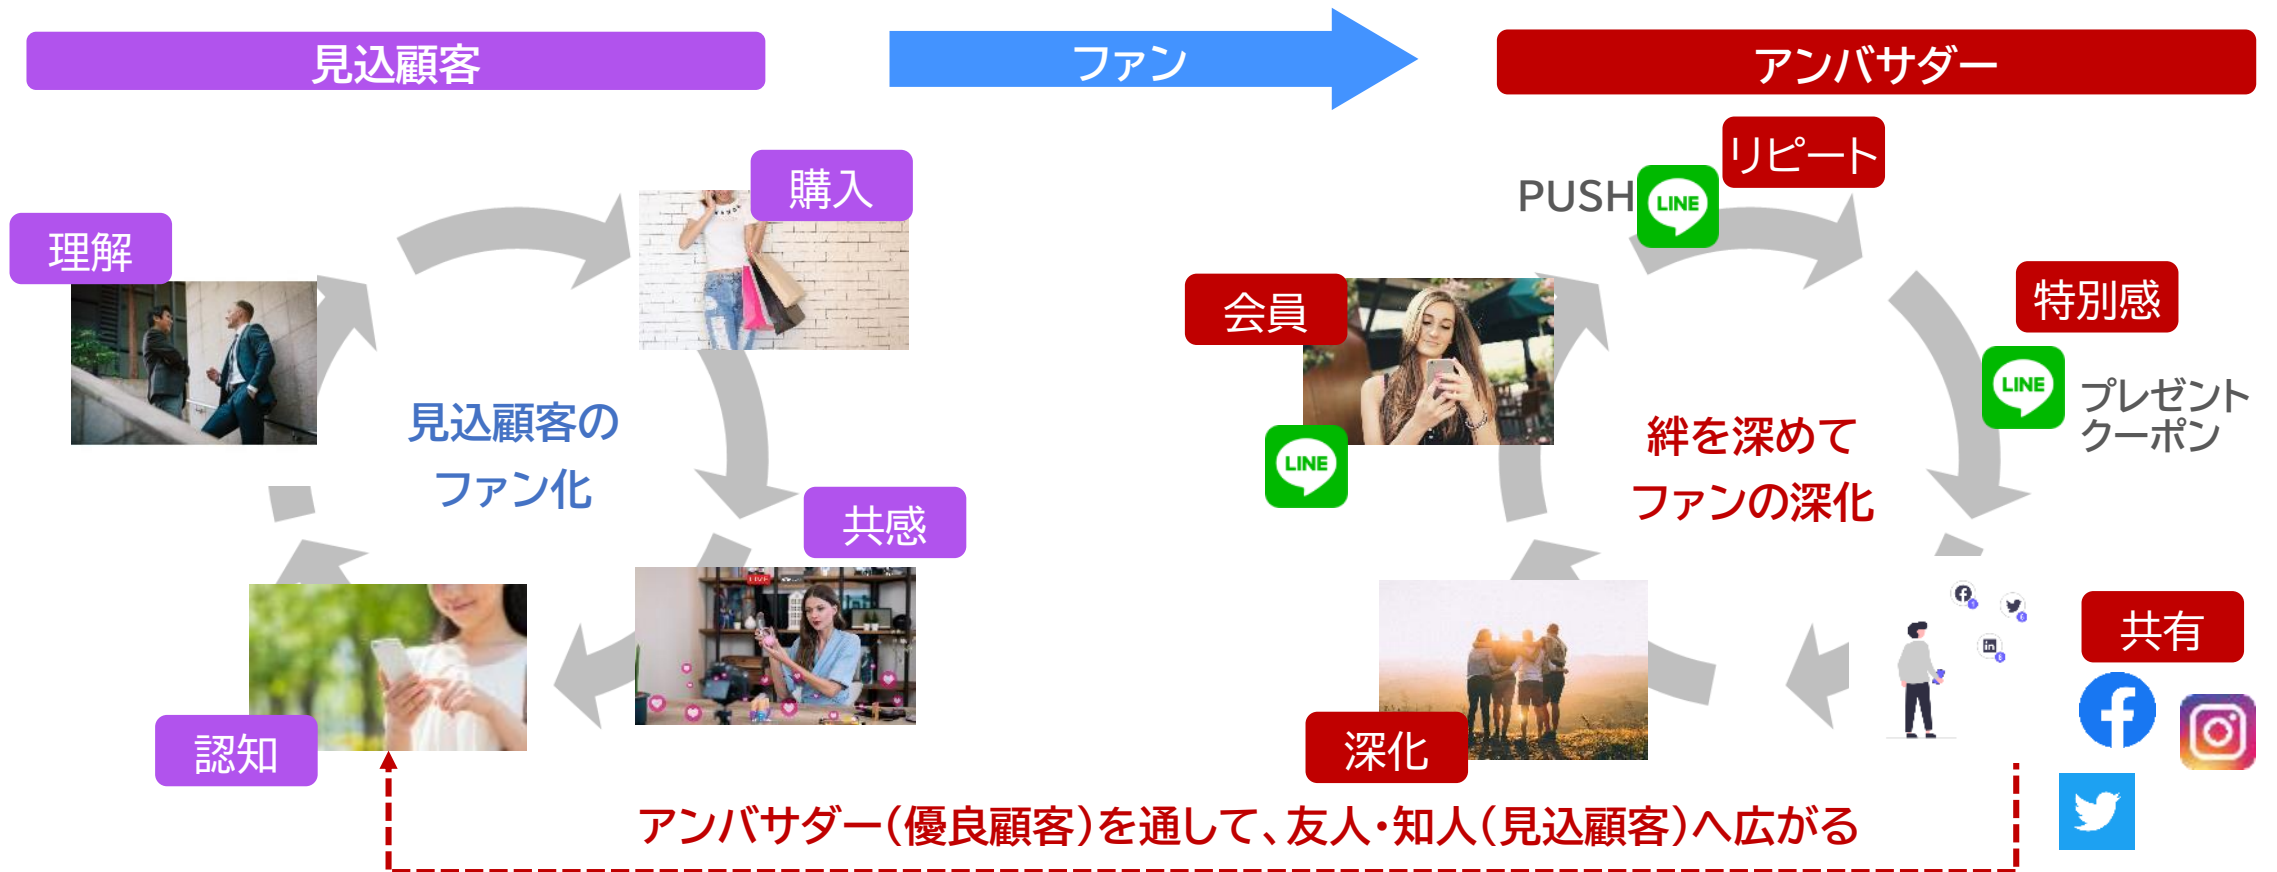 見込顧客
ファン
アンバサダー
購入
理解
見込顧客の
ファン化
共感
LIVE
認知
リピート
PUSH
LINE
会員
LINE
特別感
LINE
プレゼント
クーポン
絆を深めて
ファンの深化
共有
in
深化
アンバサダー(優良顧客)を通して、友人・知人(見込顧客)へ広がる